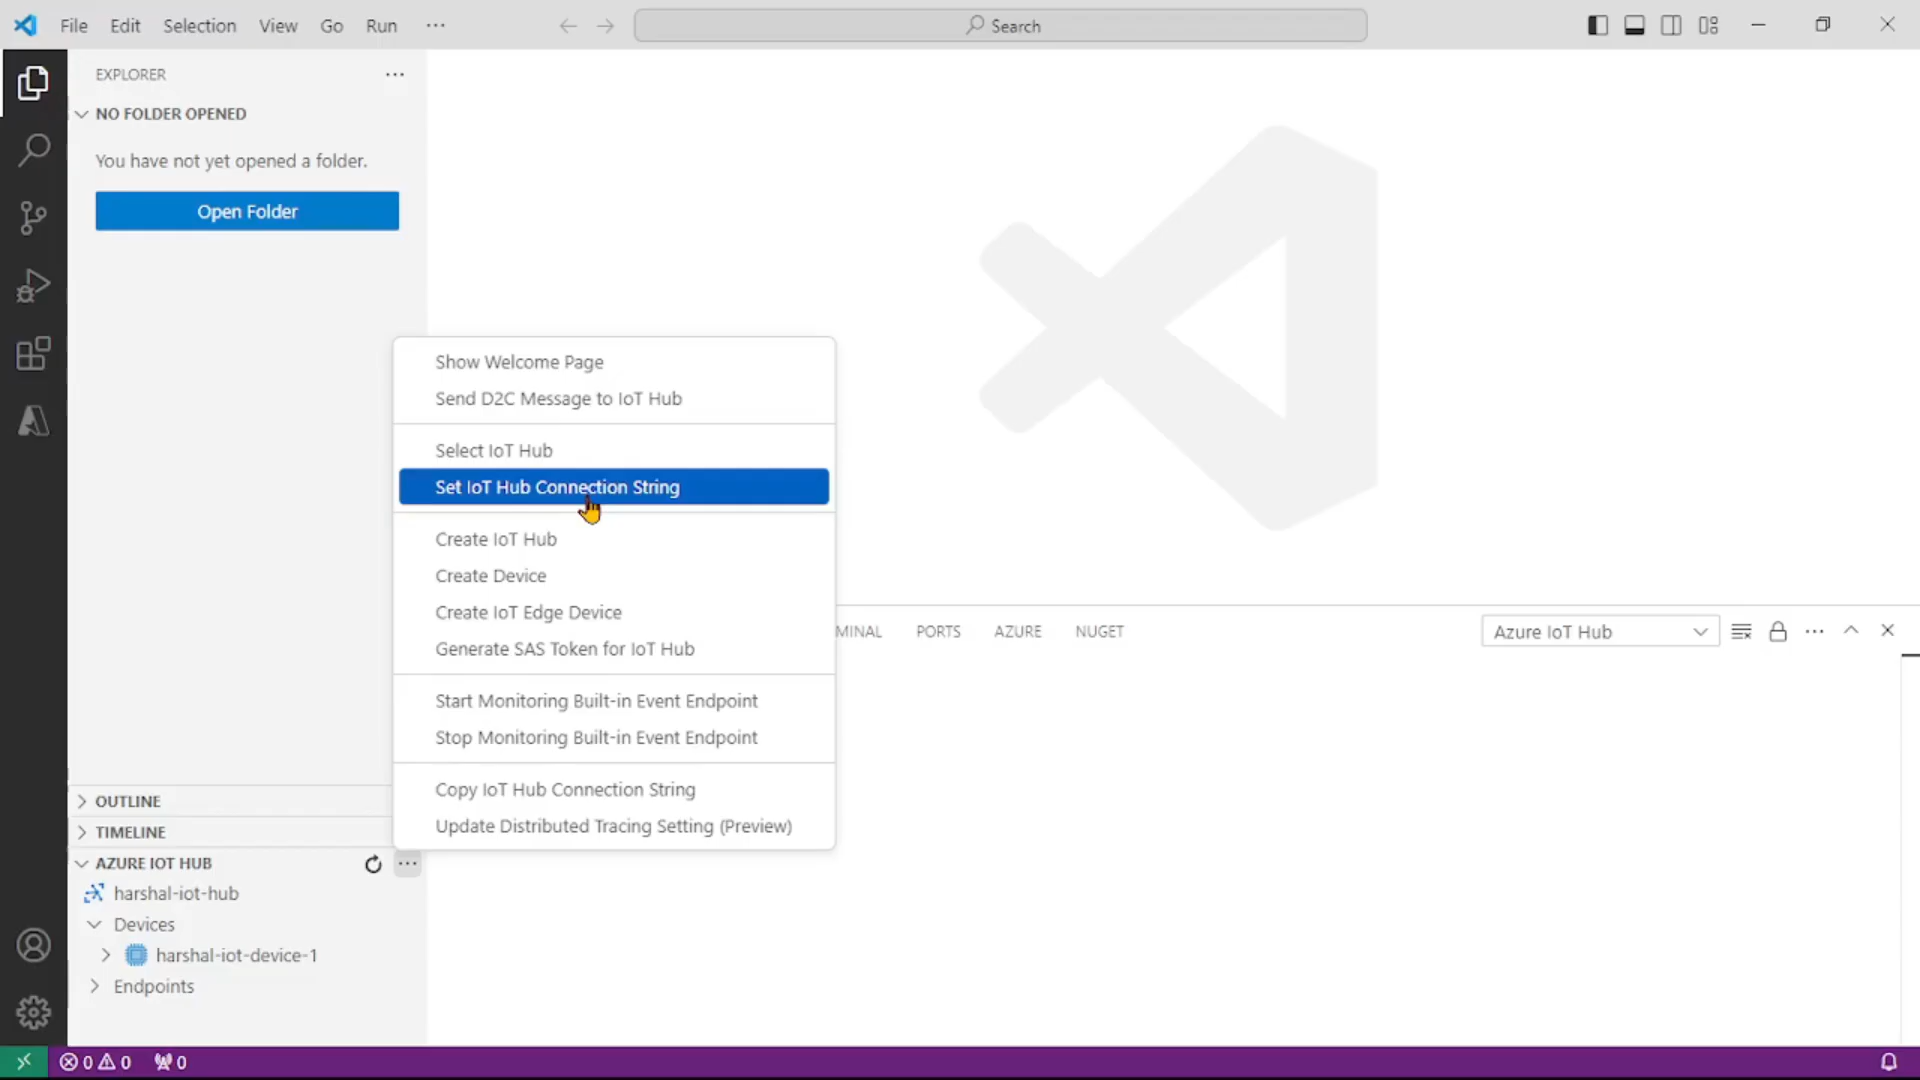 File Edit Selection View Go Run ···
Search
EXPLORER
NO FOLDER OPENED
You have not yet opened a folder.
Open Folder
Show Welcome Page
Send D2C Message to IoT Hub
Select IoT Hub
Set IoT Hub Connection String
Create IoT Hub
Create Device
Create IoT Edge Device
Generate SAS Token for IoT Hub
Start Monitoring Built-in Event Endpoint
Stop Monitoring Built-in Event Endpoint
Copy IoT Hub Connection String
Update Distributed Tracing Setting (Preview)
MINAL PORTS AZURE NUGET
Azure IoT Hub
OUTLINE
TIMELINE
AZURE IOT HUB
harshal-iot-hub
Devices
harshal-iot-device-1
Endpoints
0 0 0